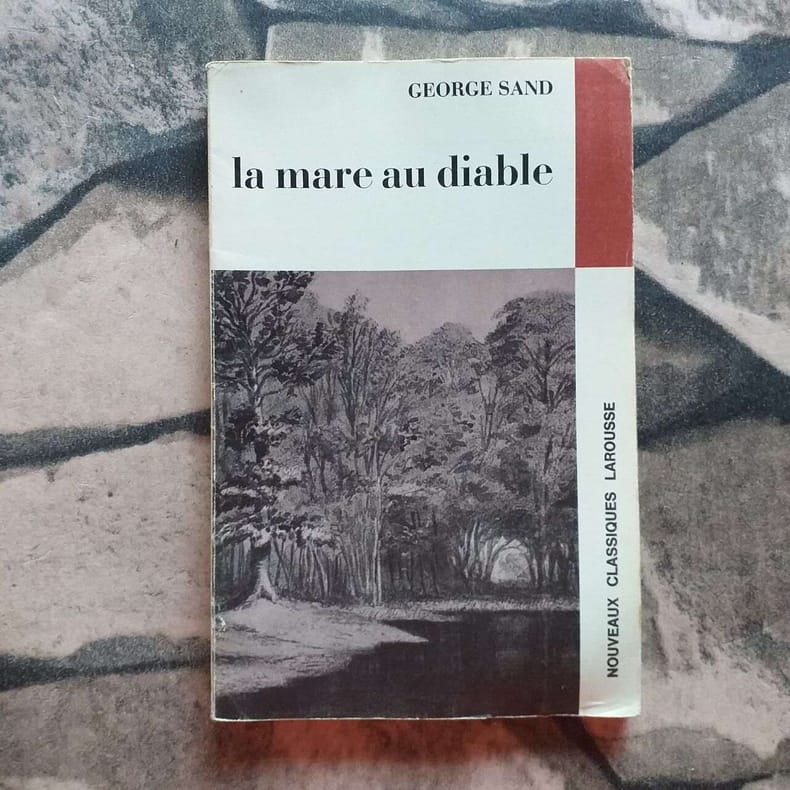 GEORGE SAND
la mare au diable
NOUVEAUX CLASSIQUES LAROUSSE